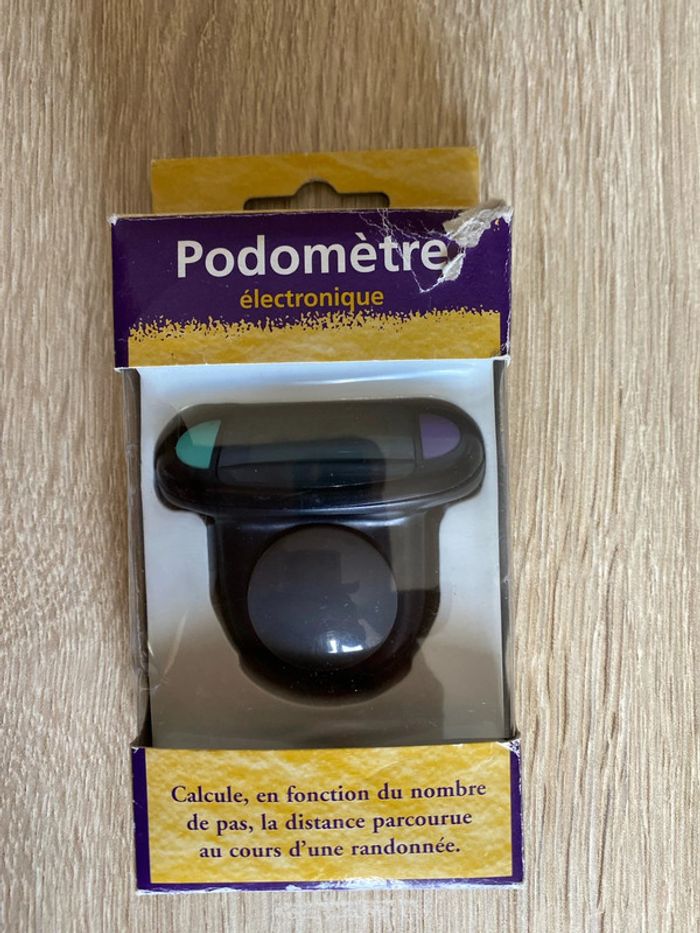 Podomètre
électronique
Calcule, en fonction du nombre
de pas, la distance parcourue
au cours d'une randonnée.